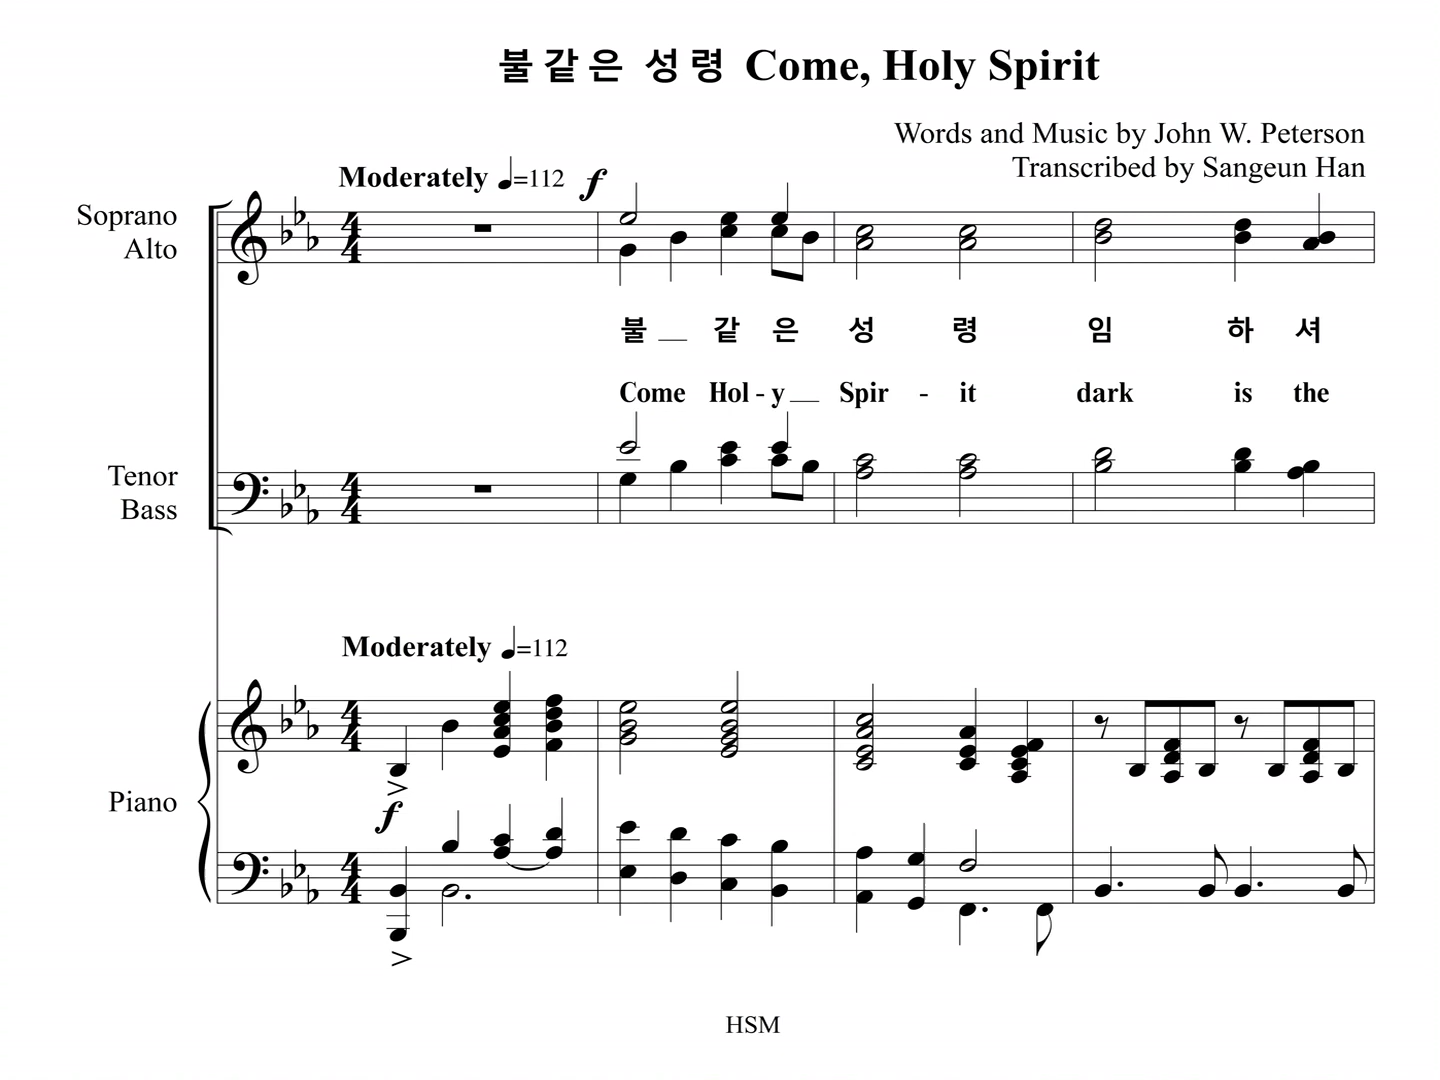 불같은 성령 Come, Holy Spirit
Words and Music by John W. Peterson
Transcribed by Sangeun Han
Moderately ♩=112 f
Soprano
Alto
불 __ 같 은 성 령 임 하 셔
Come Hol - y __ Spir - it dark is the
Tenor
Bass
Moderately ♩=112
Piano
f
HSM